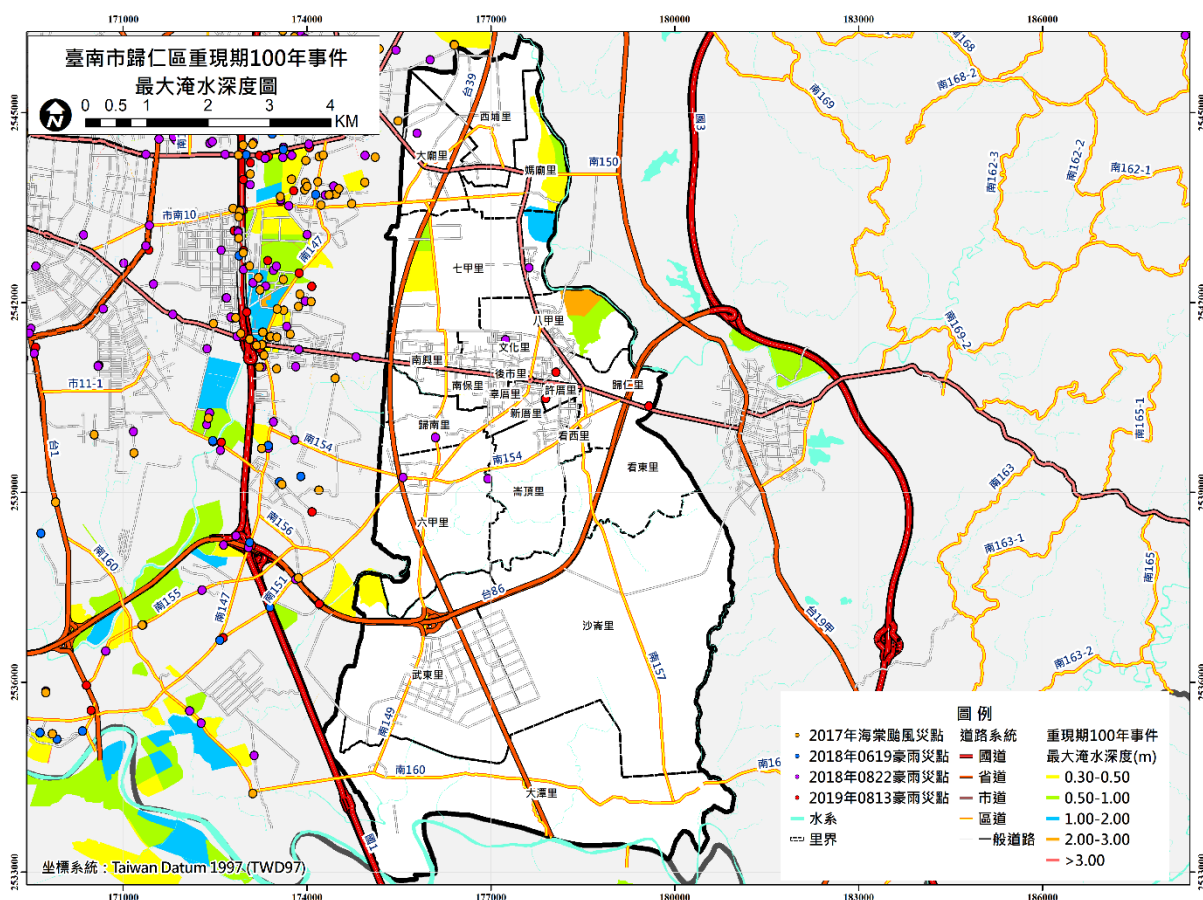 171000 174000 177000 180000 183000 186000
臺南市歸仁區重現期100年事件
最大淹水深度圖
0 0.5 1 2 3 4
KM
N
2545000
2545000
2542000
2539000
2539000
2536000
2536000
2533000
台39
國3
南169
南168
南168-2
南162-3
南162-2
南162-1
西埔里
大廟里
媽廟里
南150
市南10
南147
七甲里
八甲里
文化里
南169-2
南興里
後市里
南保里
辜厝里
許厝里
歸仁里
新厝里
市11-1
歸南里
看西里
南165-1
台1
南154
南154
看東里
崙頂里
南163
南156
六甲里
南163-1
南160
南165
南155
南147
南151
台86
沙崙里
台19甲
南157
南163-2
武東里
南149
南160
大潭里
國1
圖 例
2017年海棠颱風災點
2018年0619豪雨災點
2018年0822豪雨災點
2019年0813豪雨災點
水系
里界
道路系統
國道
省道
市道
區道
一般道路
重現期100年事件
最大淹水深度(m)
0.30-0.50
0.50-1.00
1.00-2.00
2.00-3.00
>3.00
坐標系統：Taiwan Datum 1997 (TWD97)
171000 174000 177000 180000 183000 186000